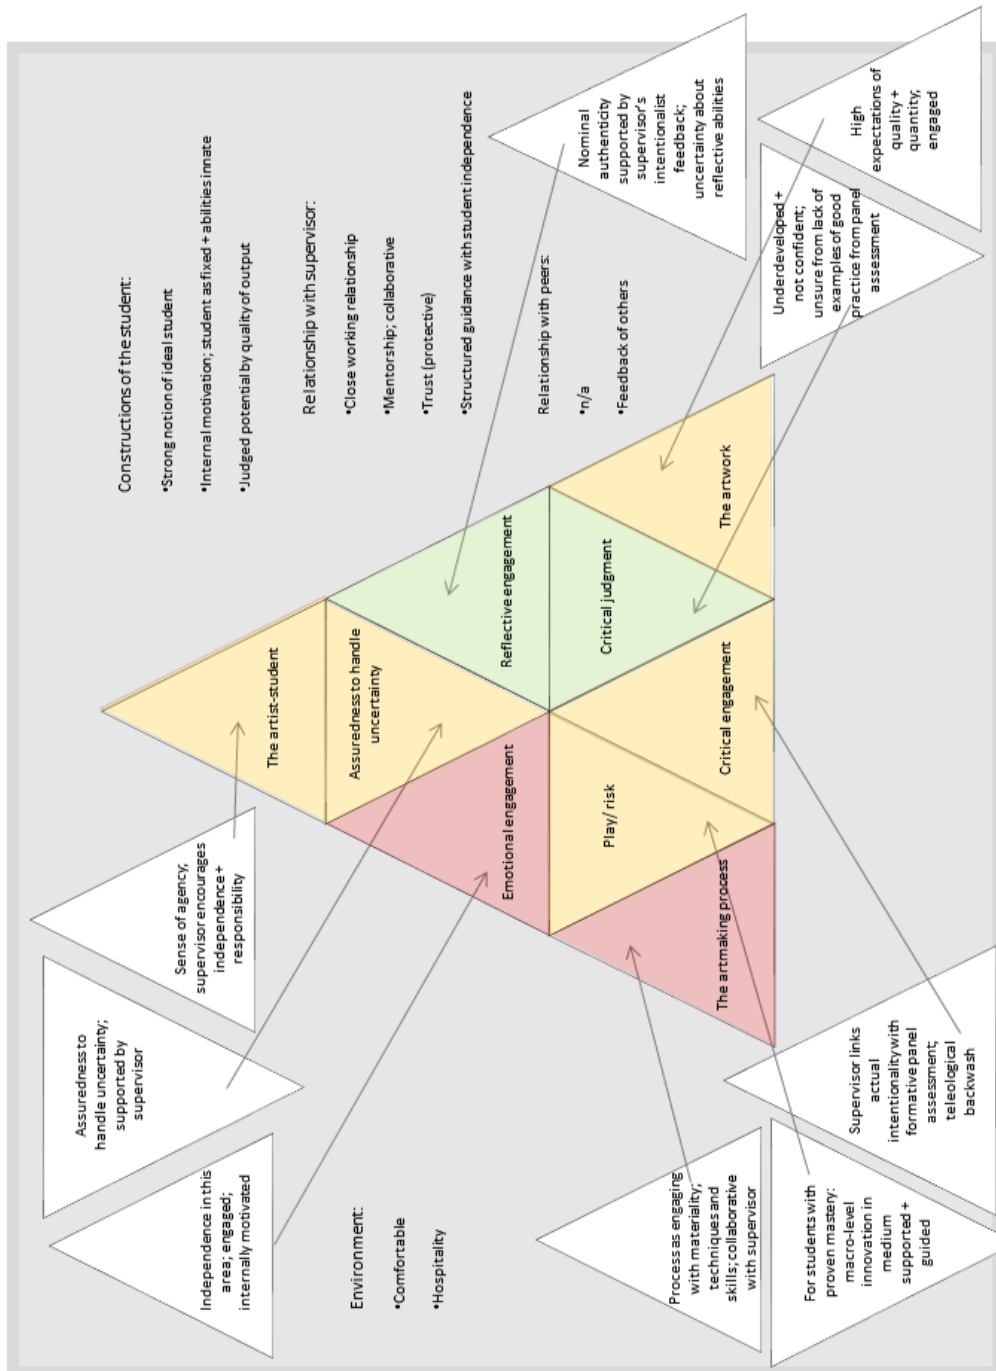 Constructions of the student:
•Strong notion of ideal student
•Internal motivation; student as fixed + abilities innate
•Judged potential by quality of output
Relationship with supervisor:
•Close working relationship
•Mentorship; collaborative
•Trust (protective)
•Structured guidance with student independence
Relationship with peers:
•n/a
•Feedback of others
Nominal
authenticity
supported by
supervisor's
intentionalist
feedback;
uncertainty about
reflective abilities
Underdeveloped +
not confident;
unsure from lack of
examples of good
practice from panel
assessment
High
expectations of
quality +
quantity;
engaged
The artist-student
Assuredness to handle
uncertainty
Emotional engagement
Reflective engagement
Play/ risk
Critical judgment
The artmaking process
Critical engagement
The artwork
Sense of agency;
supervisor encourages
independence +
responsibility
Assuredness to
handle uncertainty;
supported by
supervisor
Independence in this
area; engaged;
internally motivated
Environment:
•Comfortable
•Hospitality
Process as engaging
with materiality;
techniques and
skills; collaborative
with supervisor
For students with
proven mastery:
macro-level
innovation in
medium
supported +
guided
Supervisor links
actual
intentionality with
formative panel
assessment;
teleological
backwash